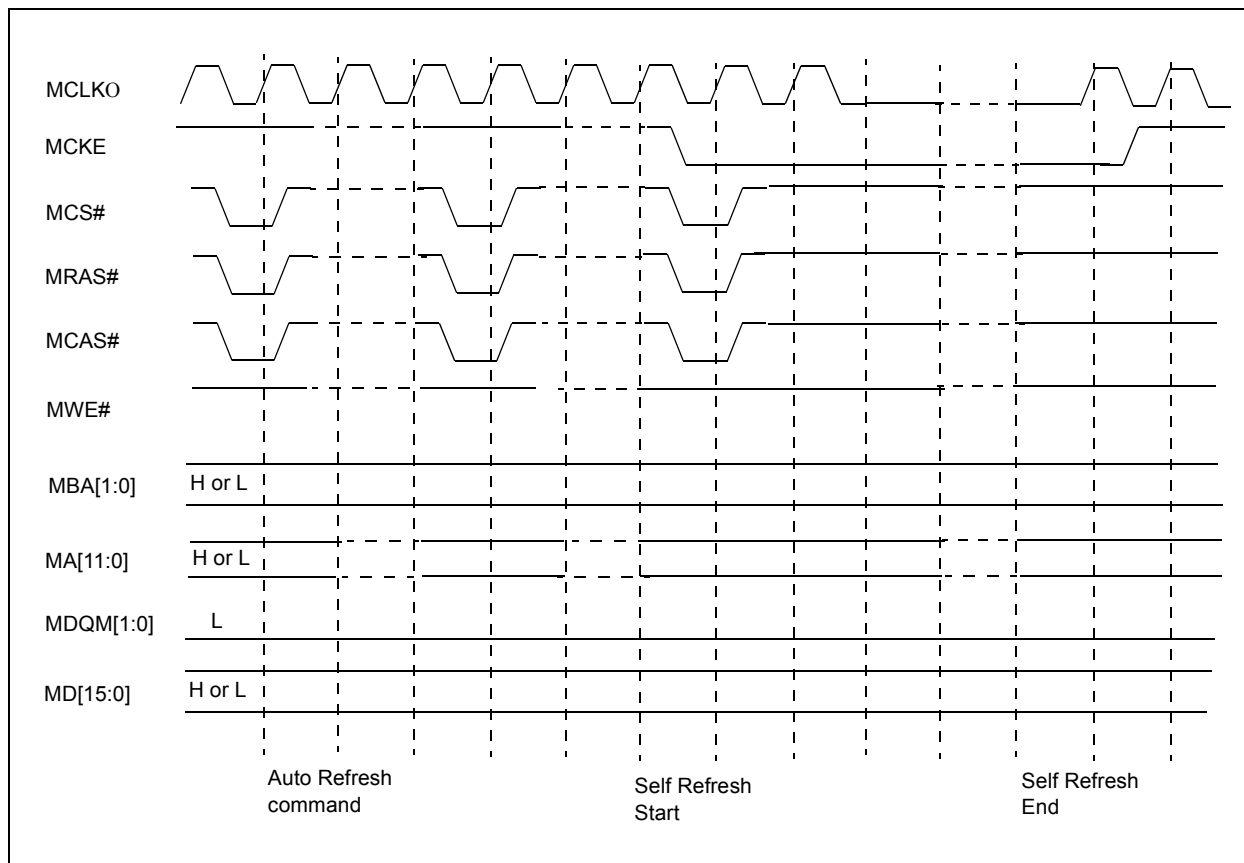 MCLKO
MCKE
MCS#
MRAS#
MCAS#
MWE#
MBA[1:0] H or L
MA[11:0] H or L
MDQM[1:0] L
MD[15:0] H or L
Auto Refresh
command
Self Refresh
Start
Self Refresh
End